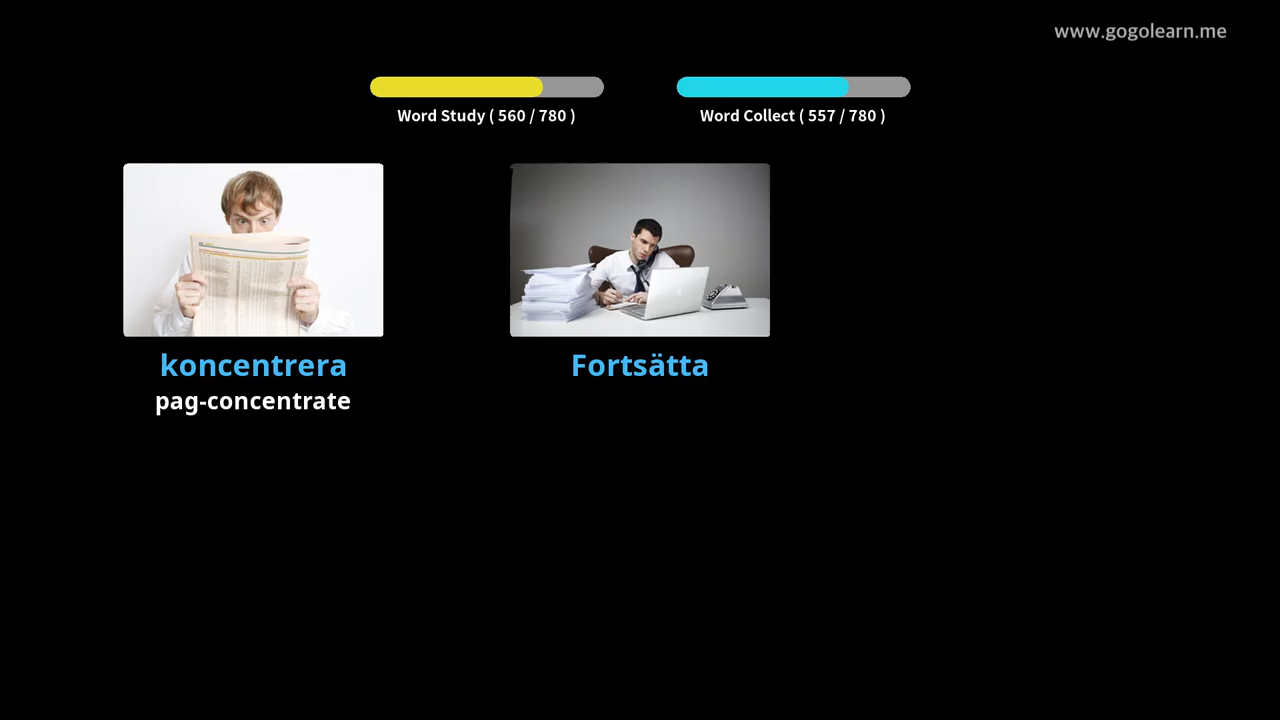 www.gogolearn.me
Word Study ( 560 / 780 )
Word Collect ( 557 / 780 )
koncentrera
Fortsätta
pag-concentrate